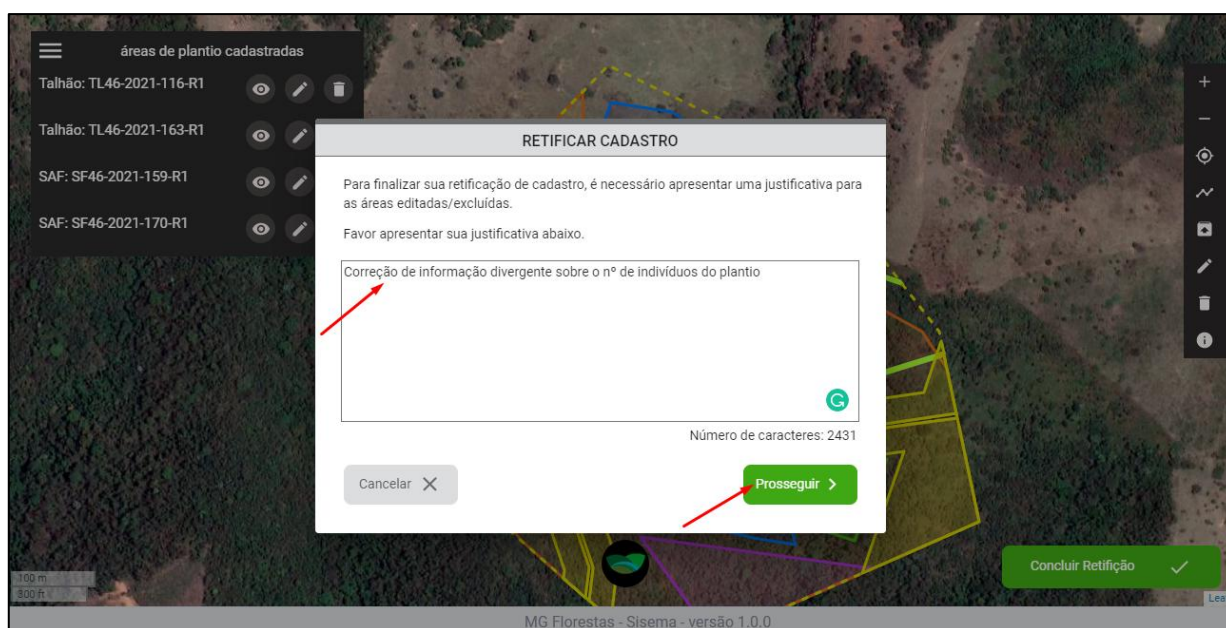 áreas de plantio cadastradas
Talhão: TL46-2021-116-R1
Talhão: TL46-2021-163-R1
SAF: SF46-2021-159-R1
SAF: SF46-2021-170-R1
RETIFICAR CADASTRO
Para finalizar sua retificação de cadastro, é necessário apresentar uma justificativa para
as áreas editadas/excluídas.
Favor apresentar sua justificativa abaixo.
Correção de informação divergente sobre o nº de indivíduos do plantio
Número de caracteres: 2431
Cancelar
Prosseguir
Concluir Retifição
100 m
300 ft
Lea
MG Florestas - Sisema - versão 1.0.0